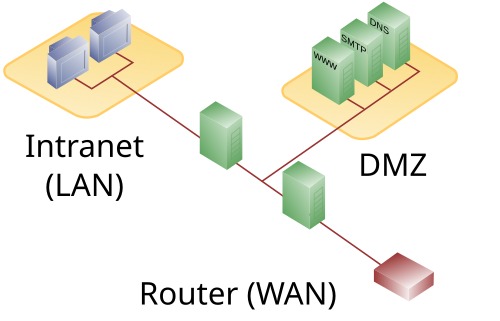 DNS
SMTP
WWW
Intranet
(LAN)
DMZ
Router (WAN)